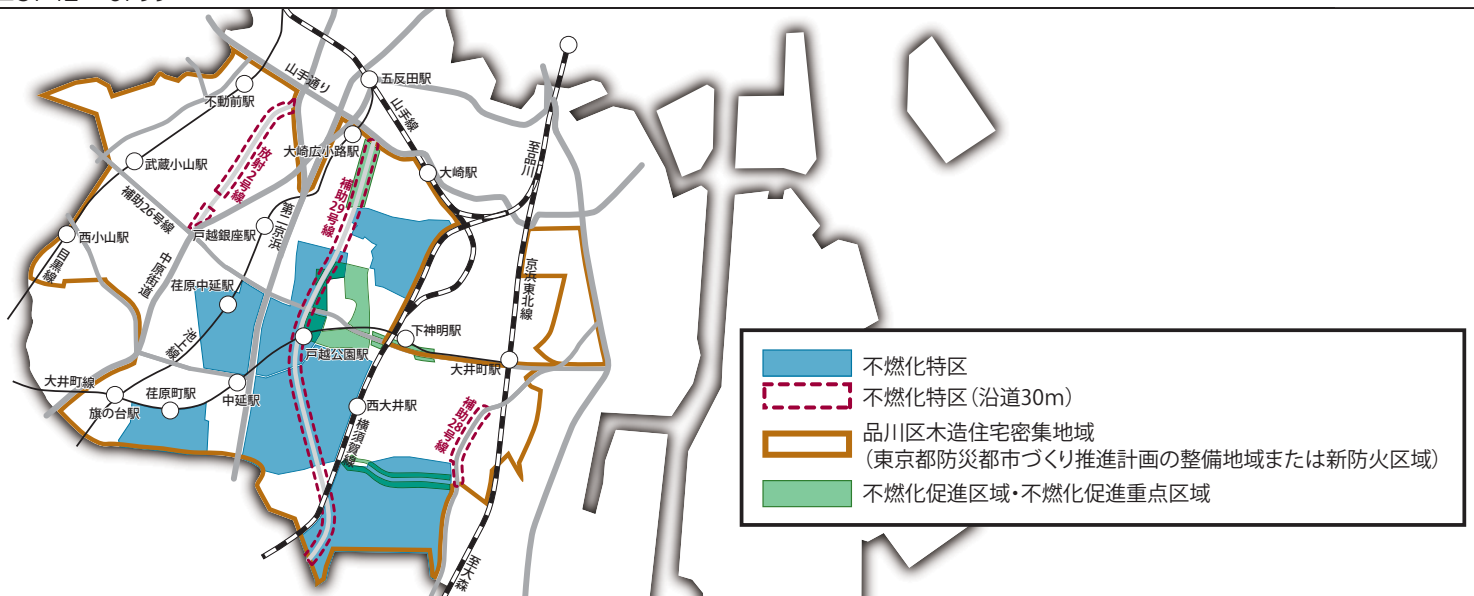 山手通り
五反田駅
不動前駅
山手線
大崎広小路駅
至品川
武蔵小山駅
放射2号線
大崎駅
補助29号線
補助26号線
第二京浜
戸越銀座駅
西小山駅
目黒線
中原街道
京浜東北線
荏原中延駅
下神明駅
池上線
戸越公園駅
大井町駅
大井町線
荏原町駅
中延駅
旗の台駅
西大井駅
補助28号線
横須賀線
至大森
不燃化特区
不燃化特区（沿道30m）
品川区木造住宅密集地域
（東京都防災都市づくり推進計画の整備地域または新防火区域）
不燃化促進区域・不燃化促進重点区域